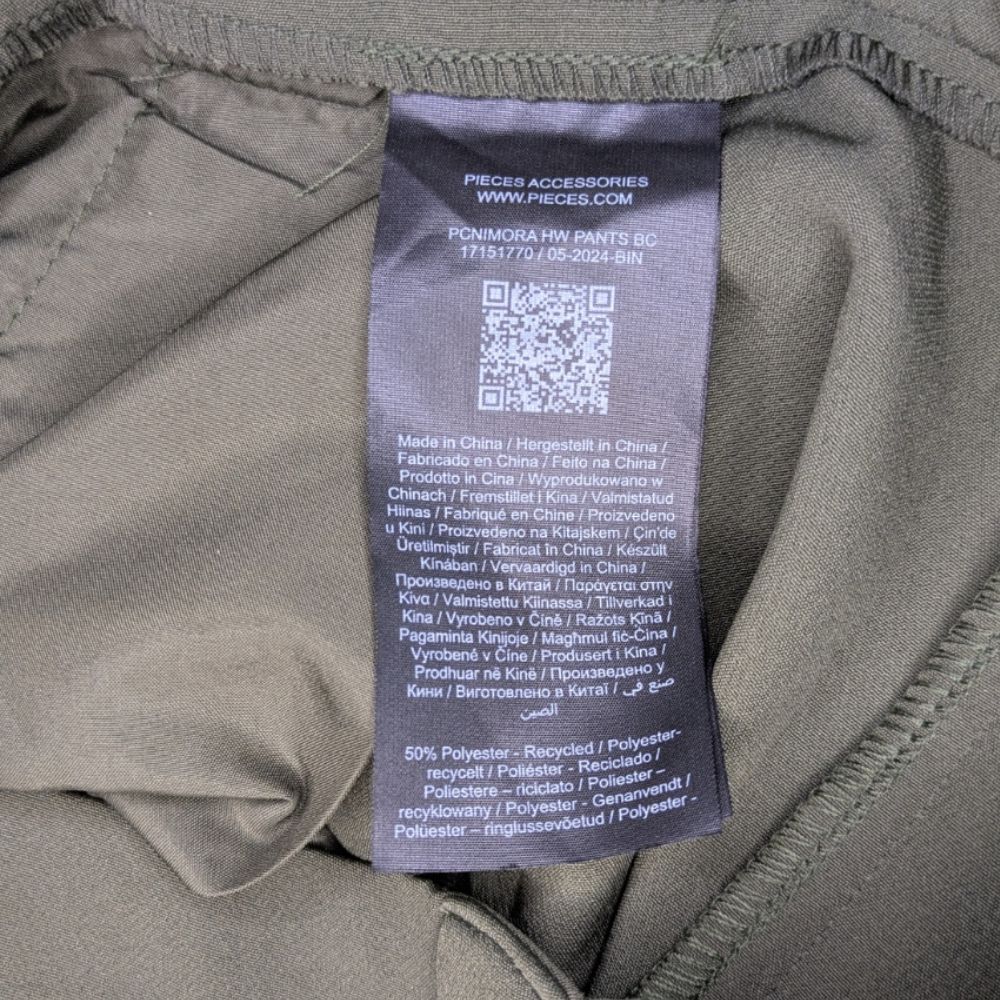 PIECES ACCESSORIES
WWW.PIECES.COM
PCNIMORA HW PANTS BC
17151770 / 05-2024-BIN
Made in China / Hergestellt in China /
Fabricado en China / Feito na China /
Prodotto in Cina / Wyprodukowano w
Chinach / Fremstillet i Kina / Valmistatud
Hiinas / Fabriqué en Chine / Proizvedeno
u Kini / Proizvedeno na Kitajskem / Çin'de
Üretilmiştir / Fabricat în China / Készült
Kínában / Vervaardigd in China /
Произведено в Китай / Παράγεται στην
Κίνα / Valmistettu Kiinassa / Tillverkad i
Kina / Vyrobeno v Číně / Ražots Ķīnā /
Pagaminta Kinijoje / Magħmul fiċ-Ċina /
Vyrobené v Číne / Produsert i Kina /
Prodhuar në Kinë / Произведено у
Кини / Виготовлено в Китаї / صنع في
الصين
50% Polyester - Recycled / Polyester-
recycelt / Poliéster - Reciclado /
Poliestere – riciclato / Poliester –
recyklowany / Polyester - Genanvendt /
Polüester – ringlussevõetud / Polyester -